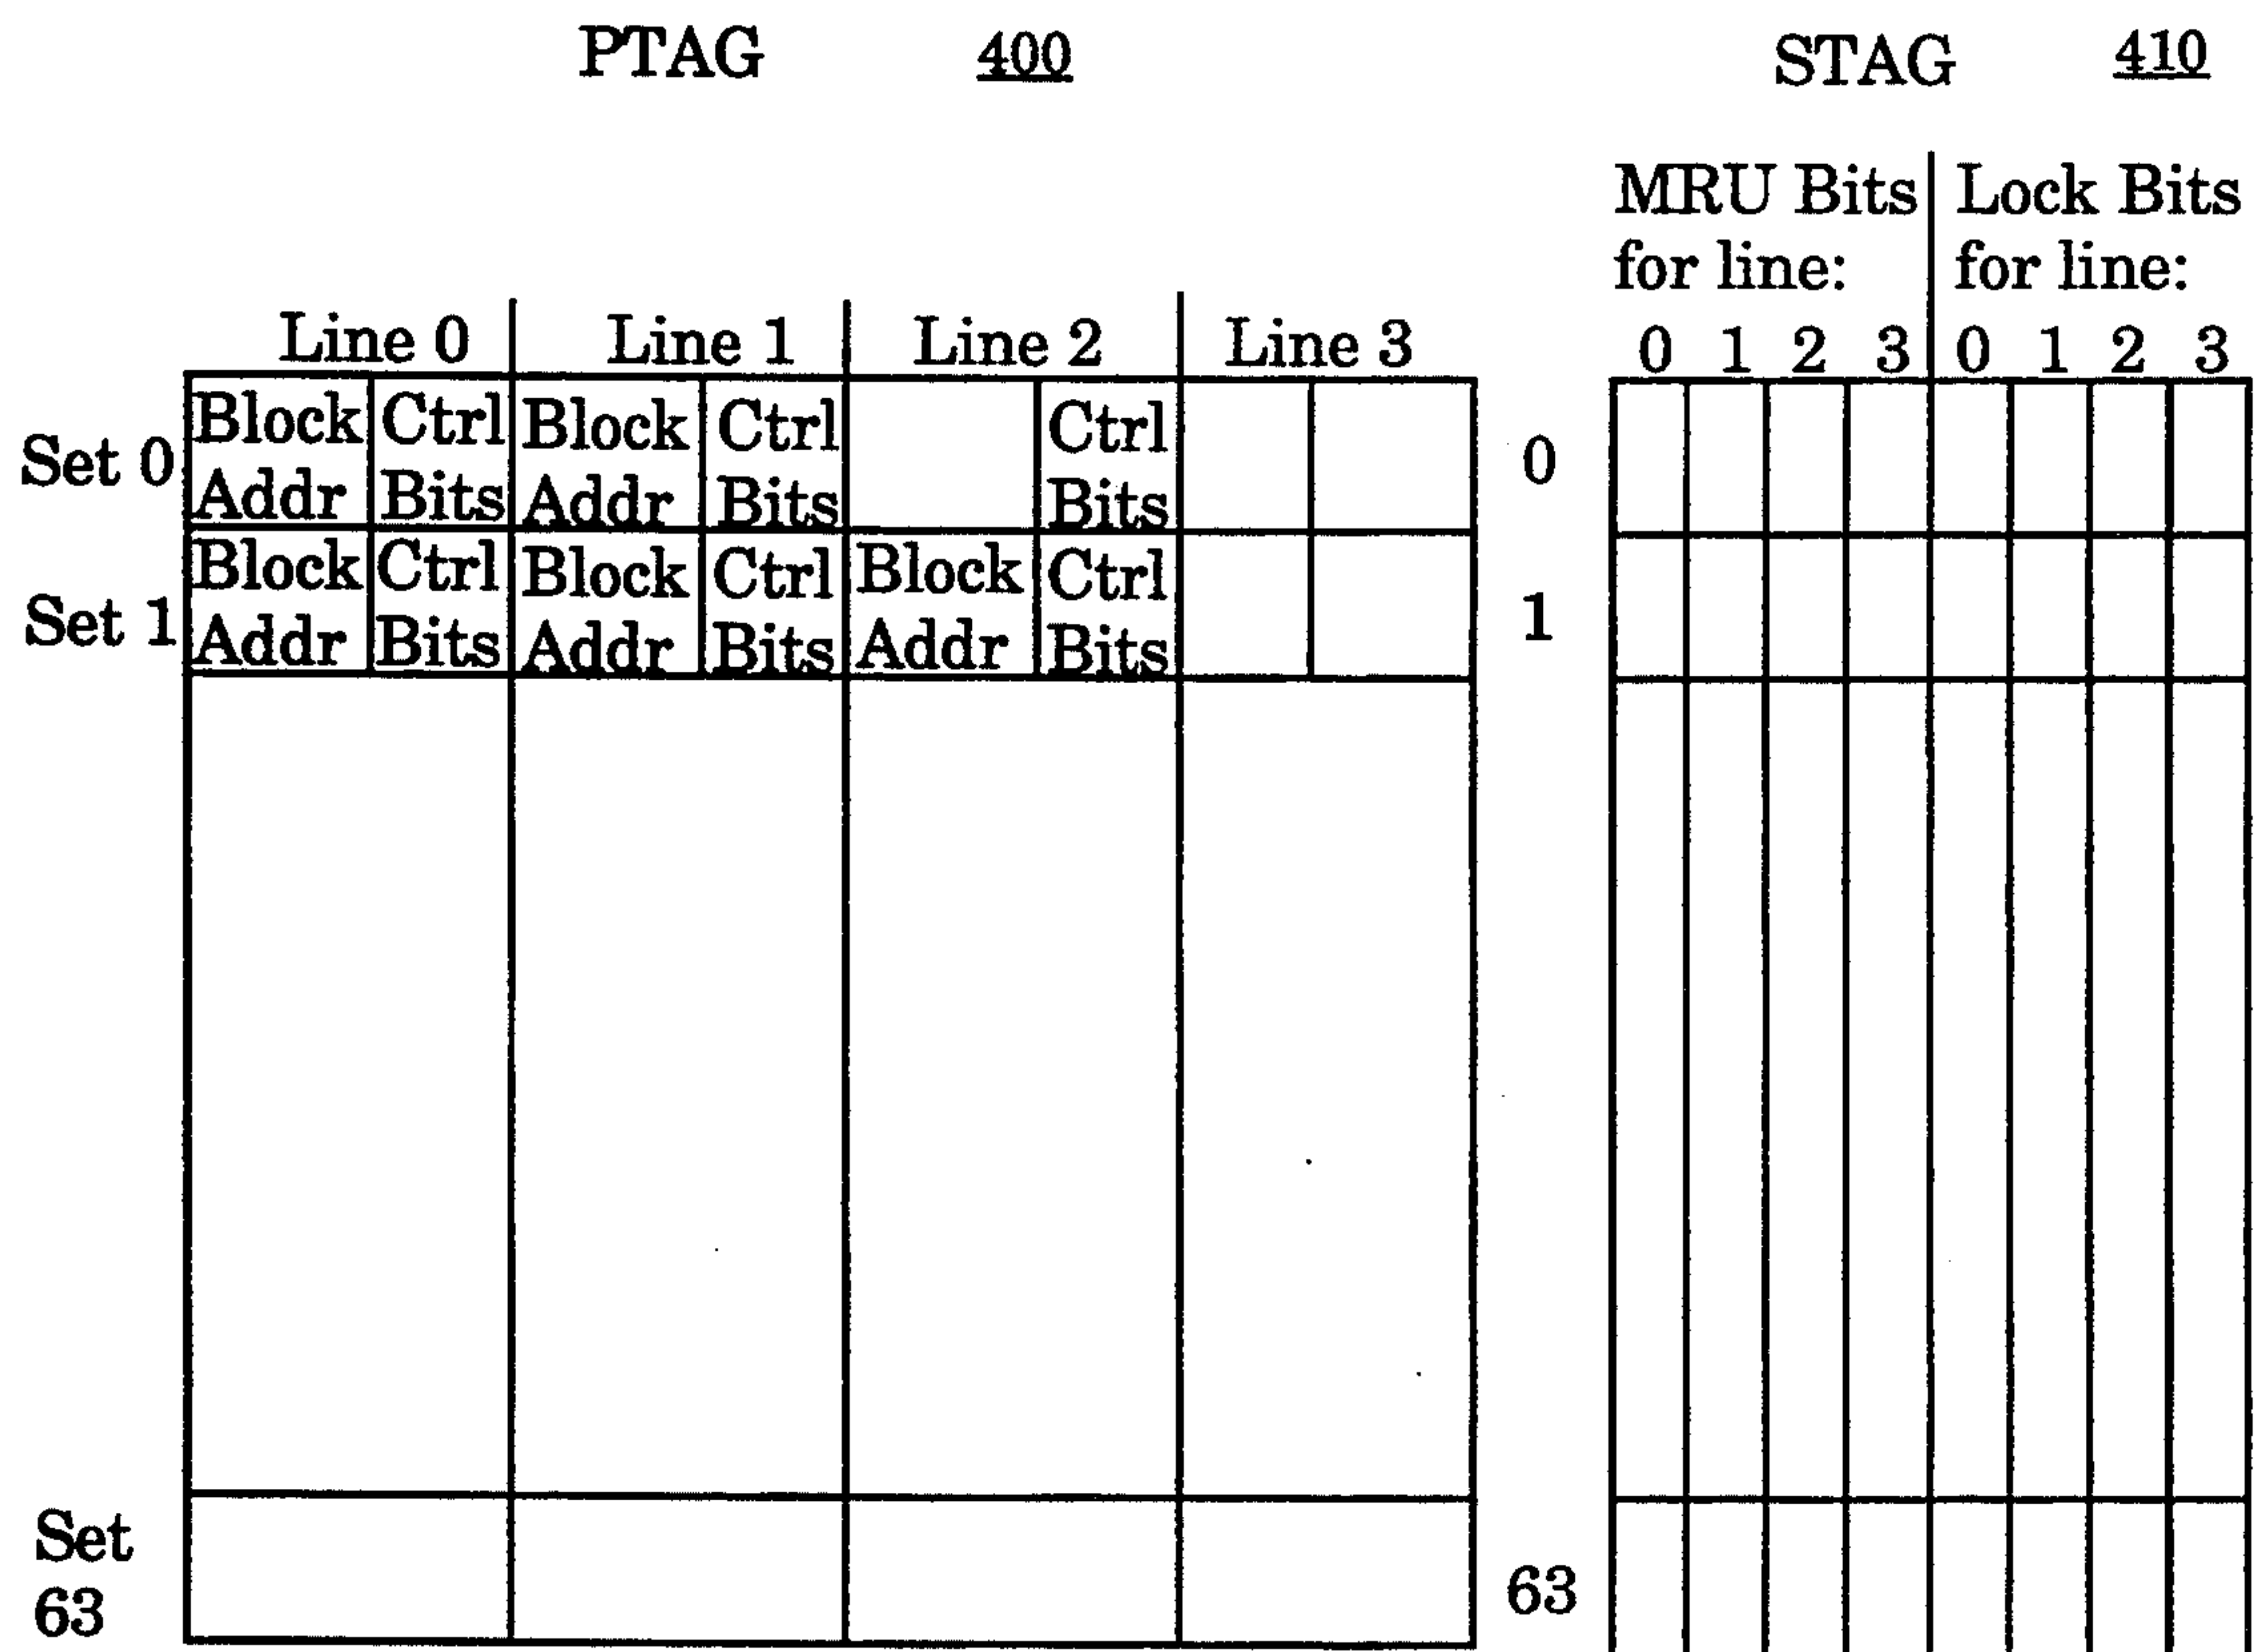 PTAG 400 STAG 410
MRU Bits Lock Bits
for line: for line:
Line 0 Line 1 Line 2 Line 3 0 1 2 3 0 1 2 3
Block Ctrl Block Ctrl Ctrl
Set 0 0
Addr Bits Addr Bits Bits
Block Ctrl Block Ctrl Block Ctrl
Set 1 1
Addr Bits Addr Bits Addr Bits
Set
63 63